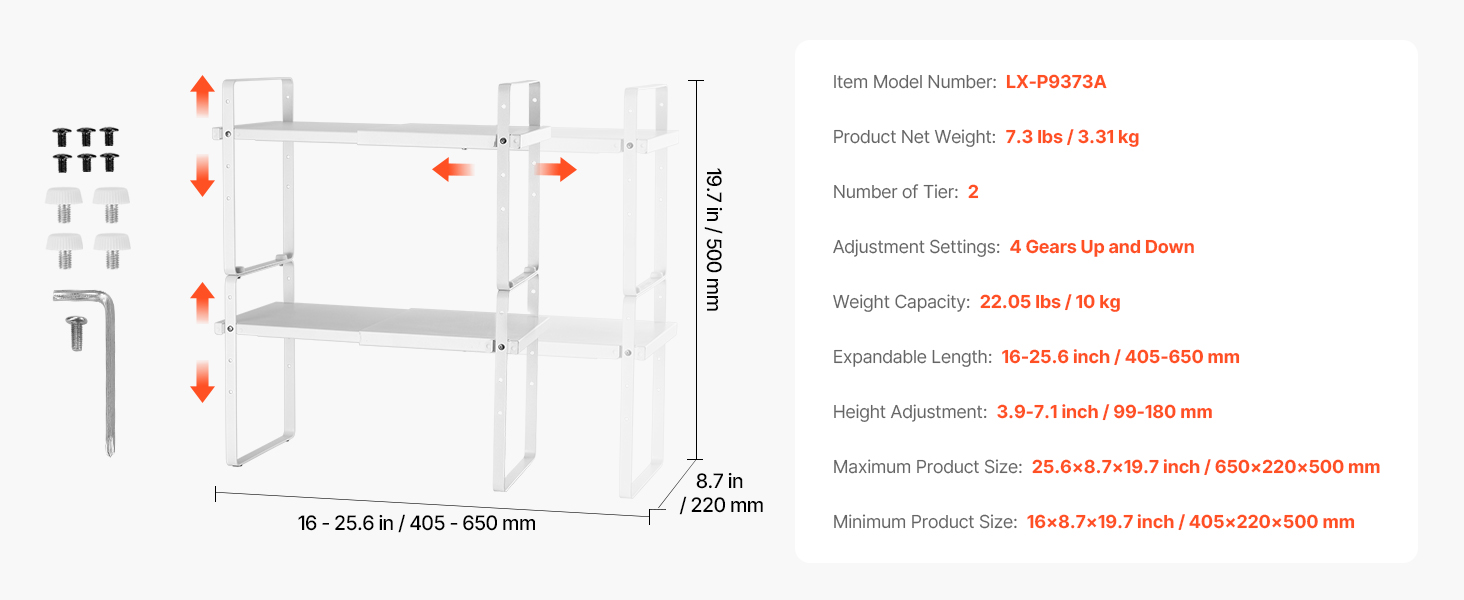 19.7 in / 500 mm
8.7 in
/ 220 mm
16 - 25.6 in / 405 - 650 mm
Item Model Number: LX-P9373A
Product Net Weight: 7.3 lbs / 3.31 kg
Number of Tier: 2
Adjustment Settings: 4 Gears Up and Down
Weight Capacity: 22.05 lbs / 10 kg
Expandable Length: 16-25.6 inch / 405-650 mm
Height Adjustment: 3.9-7.1 inch / 99-180 mm
Maximum Product Size: 25.6×8.7×19.7 inch / 650×220×500 mm
Minimum Product Size: 16×8.7×19.7 inch / 405×220×500 mm